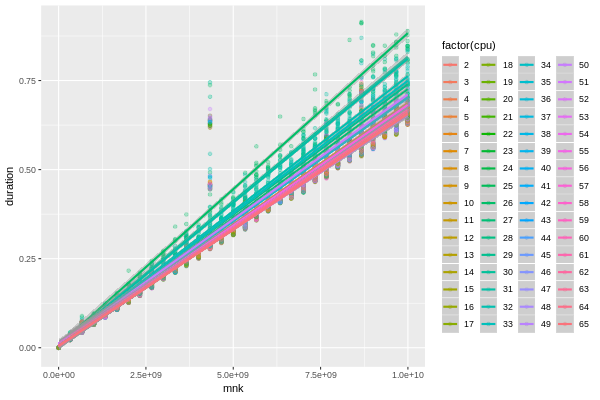 factor(cpu)
2 18 34 50
3 19 35 51
4 20 36 52
5 21 37 53
6 22 38 54
7 23 39 55
8 24 40 56
9 25 41 57
10 26 42 58
11 27 43 59
12 28 44 60
13 29 45 61
14 30 46 62
15 31 47 63
16 32 48 64
17 33 49 65
duration
0.75
0.50
0.25
0.00
0.0e+00 2.5e+09 5.0e+09 7.5e+09 1.0e+10
mnk